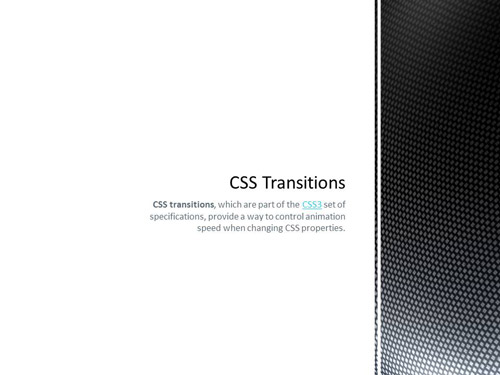 CSS Transitions
CSS transitions, which are part of the CSS3 set of
specifications, provide a way to control animation
speed when changing CSS properties.